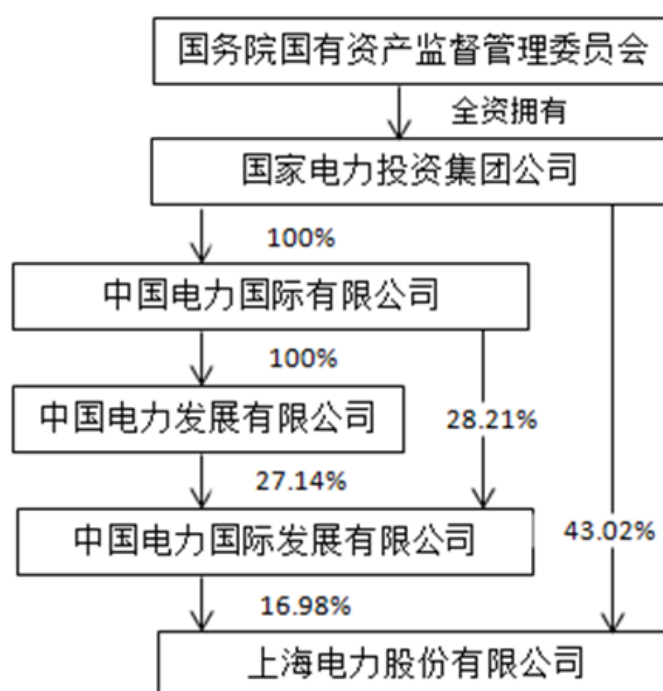 国务院国有资产监督管理委员会
全资拥有
国家电力投资集团公司
100%
中国电力国际有限公司
100%
中国电力发展有限公司
28.21%
27.14%
中国电力国际发展有限公司
43.02%
16.98%
上海电力股份有限公司